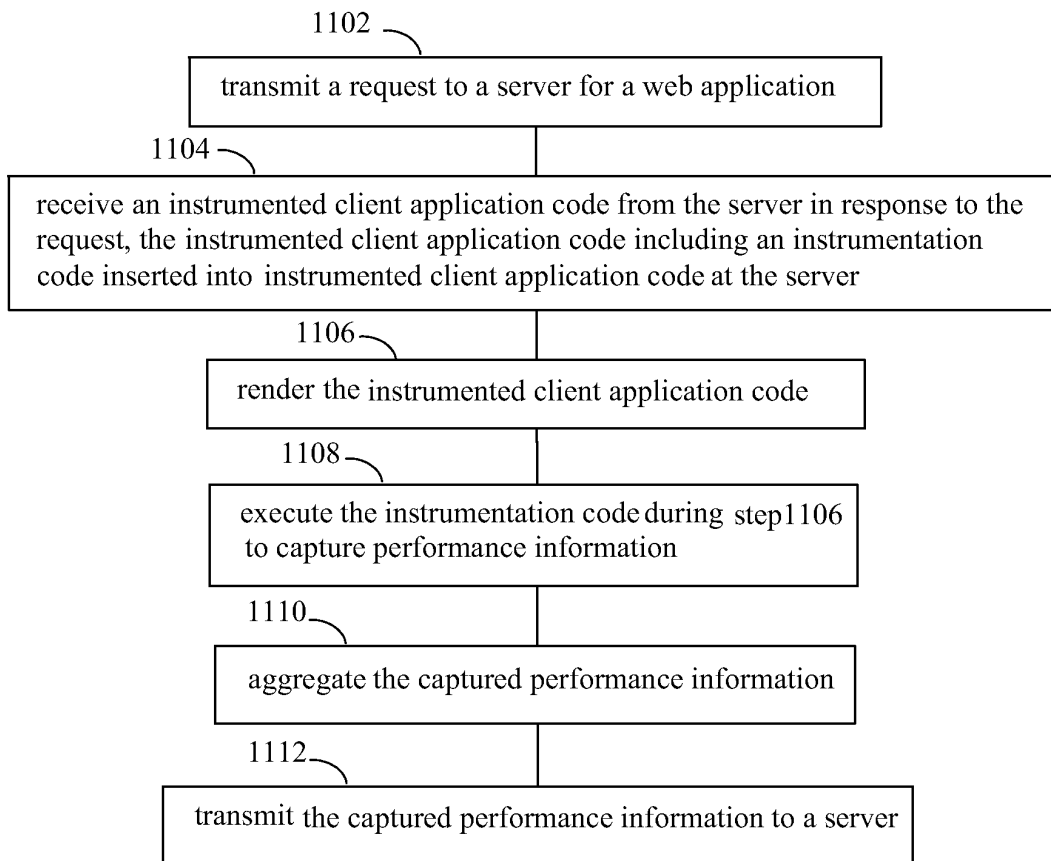 1102
transmit a request to a server for a web application
1104
receive an instrumented client application code from the server in response to the
request, the instrumented client application code including an instrumentation
code inserted into instrumented client application code at the server
1106
render the instrumented client application code
1108
execute the instrumentation code during step1106
to capture performance information
1110
aggregate the captured performance information
1112
transmit the captured performance information to a server